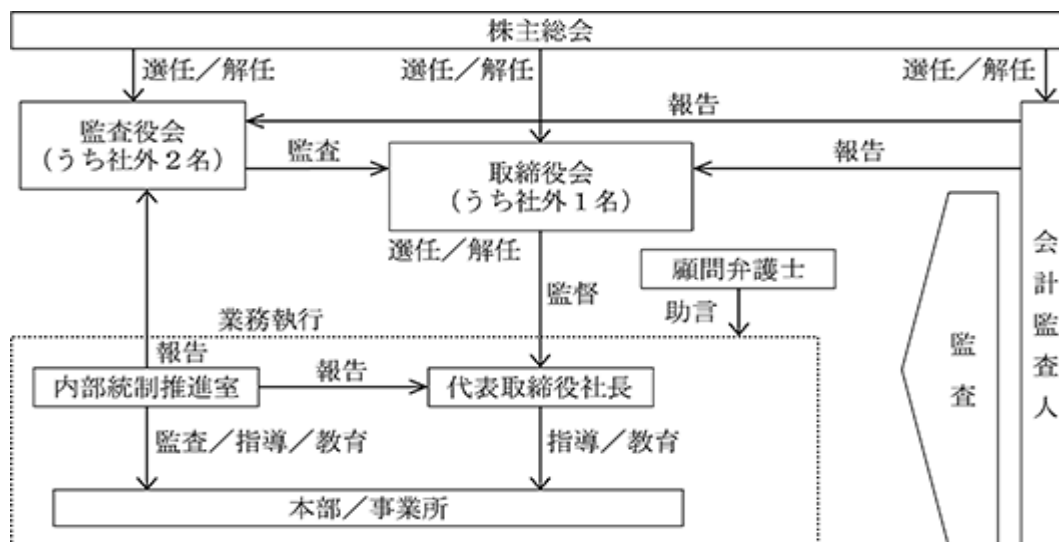 株主総会
選任／解任
選任／解任
選任／解任
報告
監査役会
（うち社外２名）
監査
取締役会
（うち社外１名）
報告
選任／解任
監督
顧問弁護士
助言
会計監査人
監査
業務執行
報告
内部統制推進室
報告
代表取締役社長
監査／指導／教育
指導／教育
本部／事業所